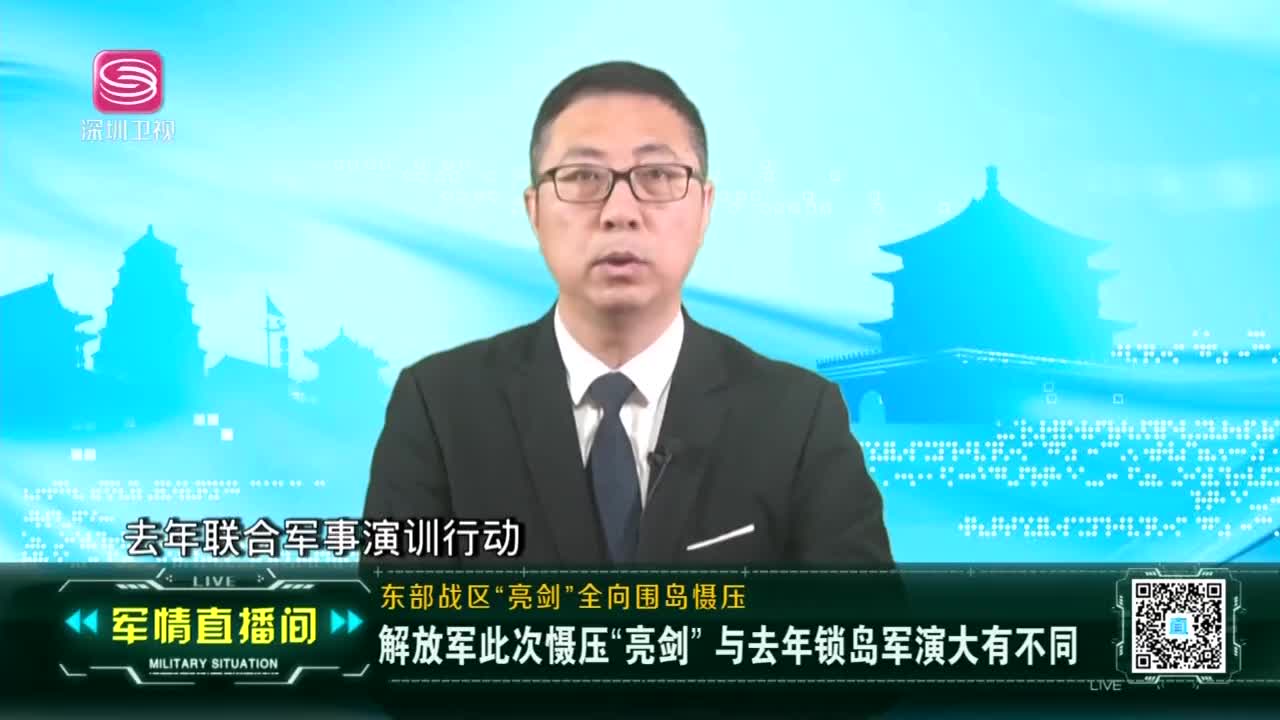 深圳卫视
去年联合军事演训行动
LIVE
军情直播间
MILITARY SITUATION
东部战区“亮剑”全向围岛慑压
解放军此次慑压“亮剑” 与去年锁岛军演大有不同
直
LIVE